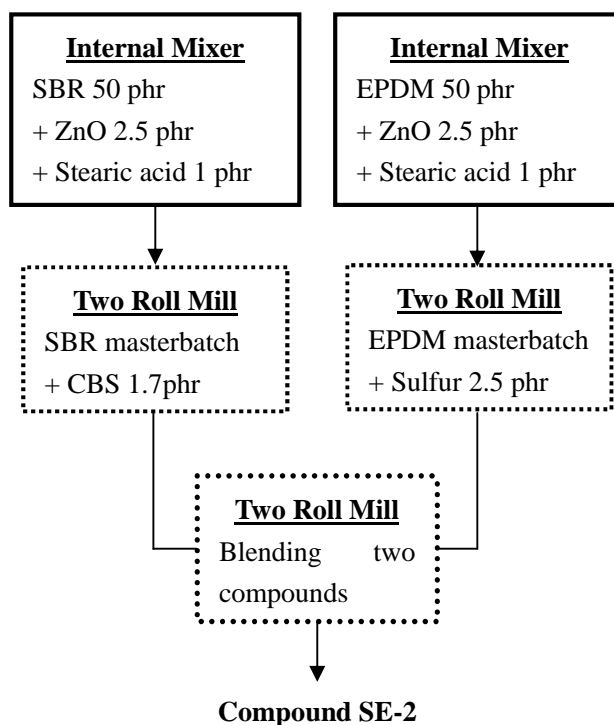 Internal Mixer
SBR 50 phr
+ ZnO 2.5 phr
+ Stearic acid 1 phr
Internal Mixer
EPDM 50 phr
+ ZnO 2.5 phr
+ Stearic acid 1 phr
Two Roll Mill
SBR masterbatch
+ CBS 1.7phr
Two Roll Mill
EPDM masterbatch
+ Sulfur 2.5 phr
Two Roll Mill
Blending two
compounds
Compound SE-2